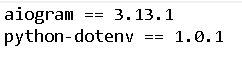 aiogram == 3.13.1
python-dotenv == 1.0.1